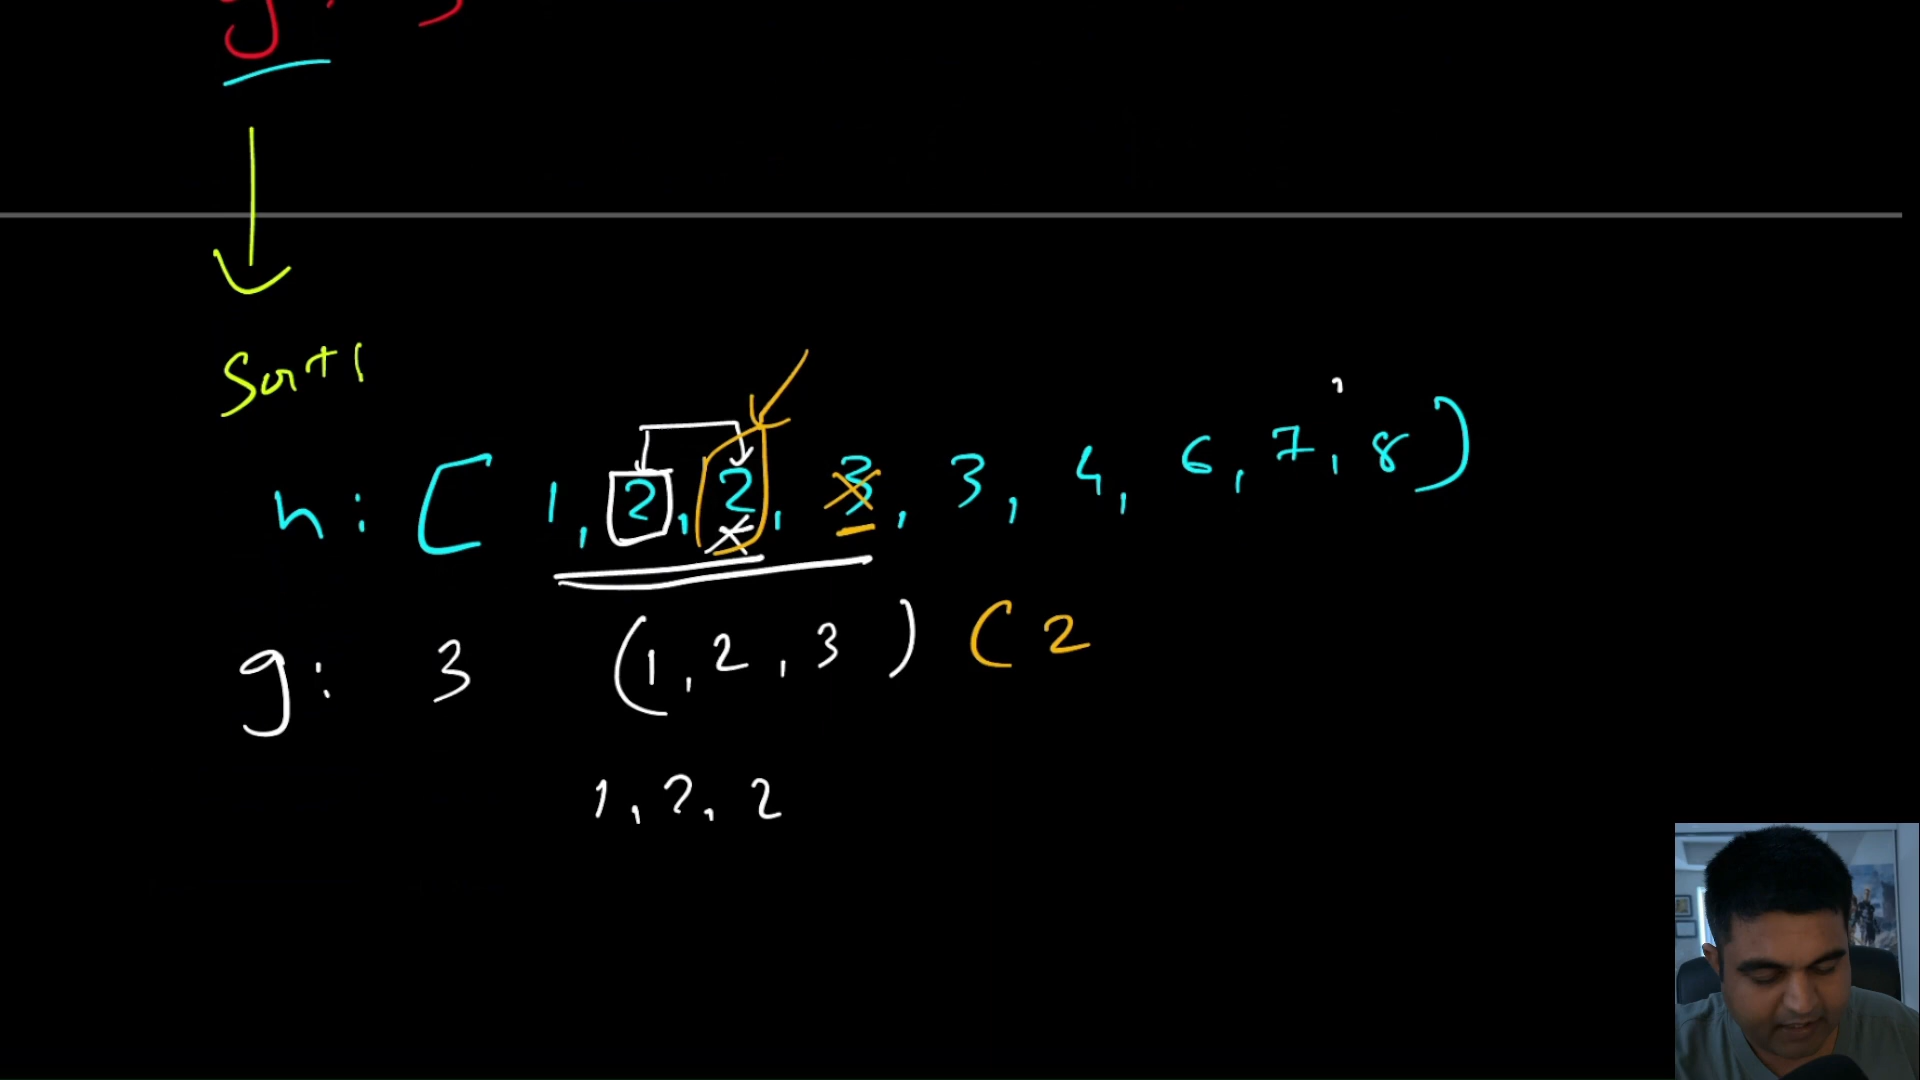 Sort
h: [ 1, 2, 2, 3, 3, 4, 6, 7, 8 )
g: 3 (1, 2, 3) ( 2
1, 2, 2